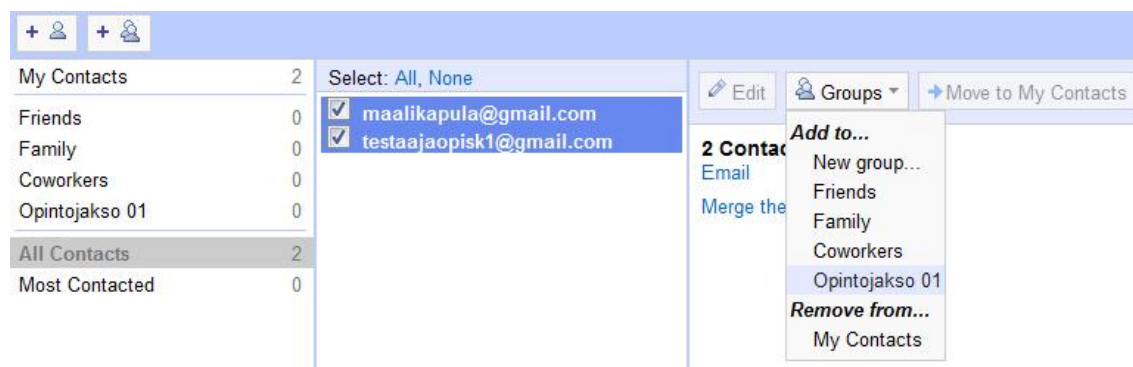 My Contacts 2
Friends 0
Family 0
Coworkers 0
Opintojakso 01 0
All Contacts 2
Most Contacted 0
Select: All, None
maalikapula@gmail.com
testaajaopisk1@gmail.com
Edit Groups Move to My Contacts
2 Contac
Email
Merge the
Add to...
New group...
Friends
Family
Coworkers
Opintojakso 01
Remove from...
My Contacts